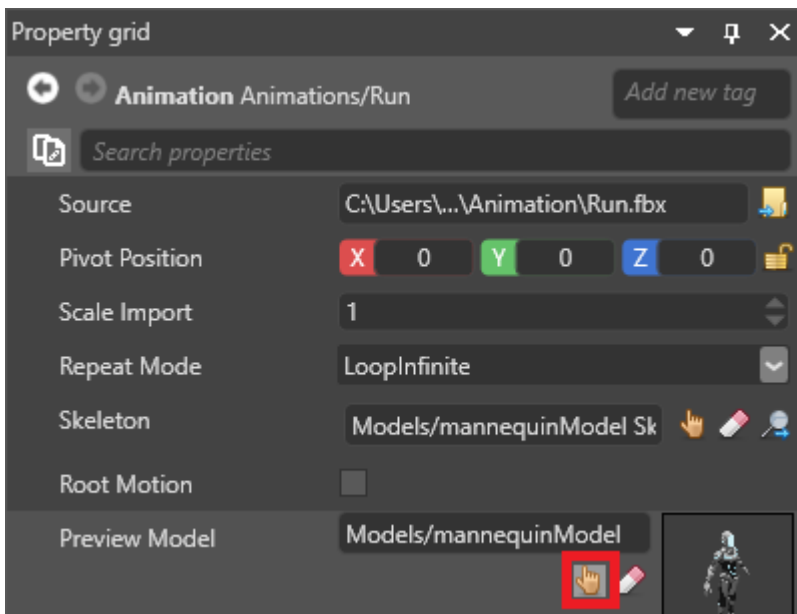 Property grid
Animation Animations/Run
Add new tag
Search properties
Source C:\Users\...\Animation\Run.fbx
Pivot Position X 0 Y 0 Z 0
Scale Import 1
Repeat Mode LoopInfinite
Skeleton Models/mannequinModel Sk
Root Motion
Preview Model Models/mannequinModel